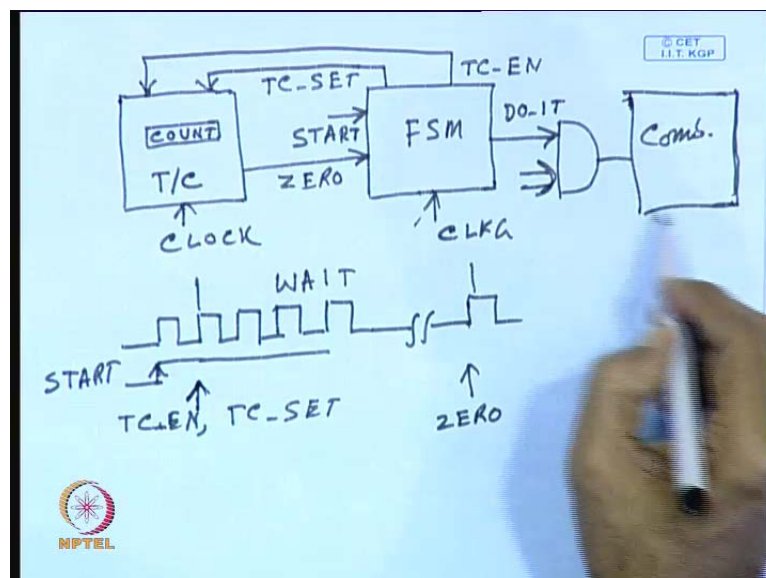 © CET
I.I.T. KGP
TC-EN
TC-SET
DO-IT
COUNT
START
FSM
Comb.
T/C
ZERO
CLOCK
CLKG
WAIT
START
TC-EN, TC-SET
ZERO
NPTEL